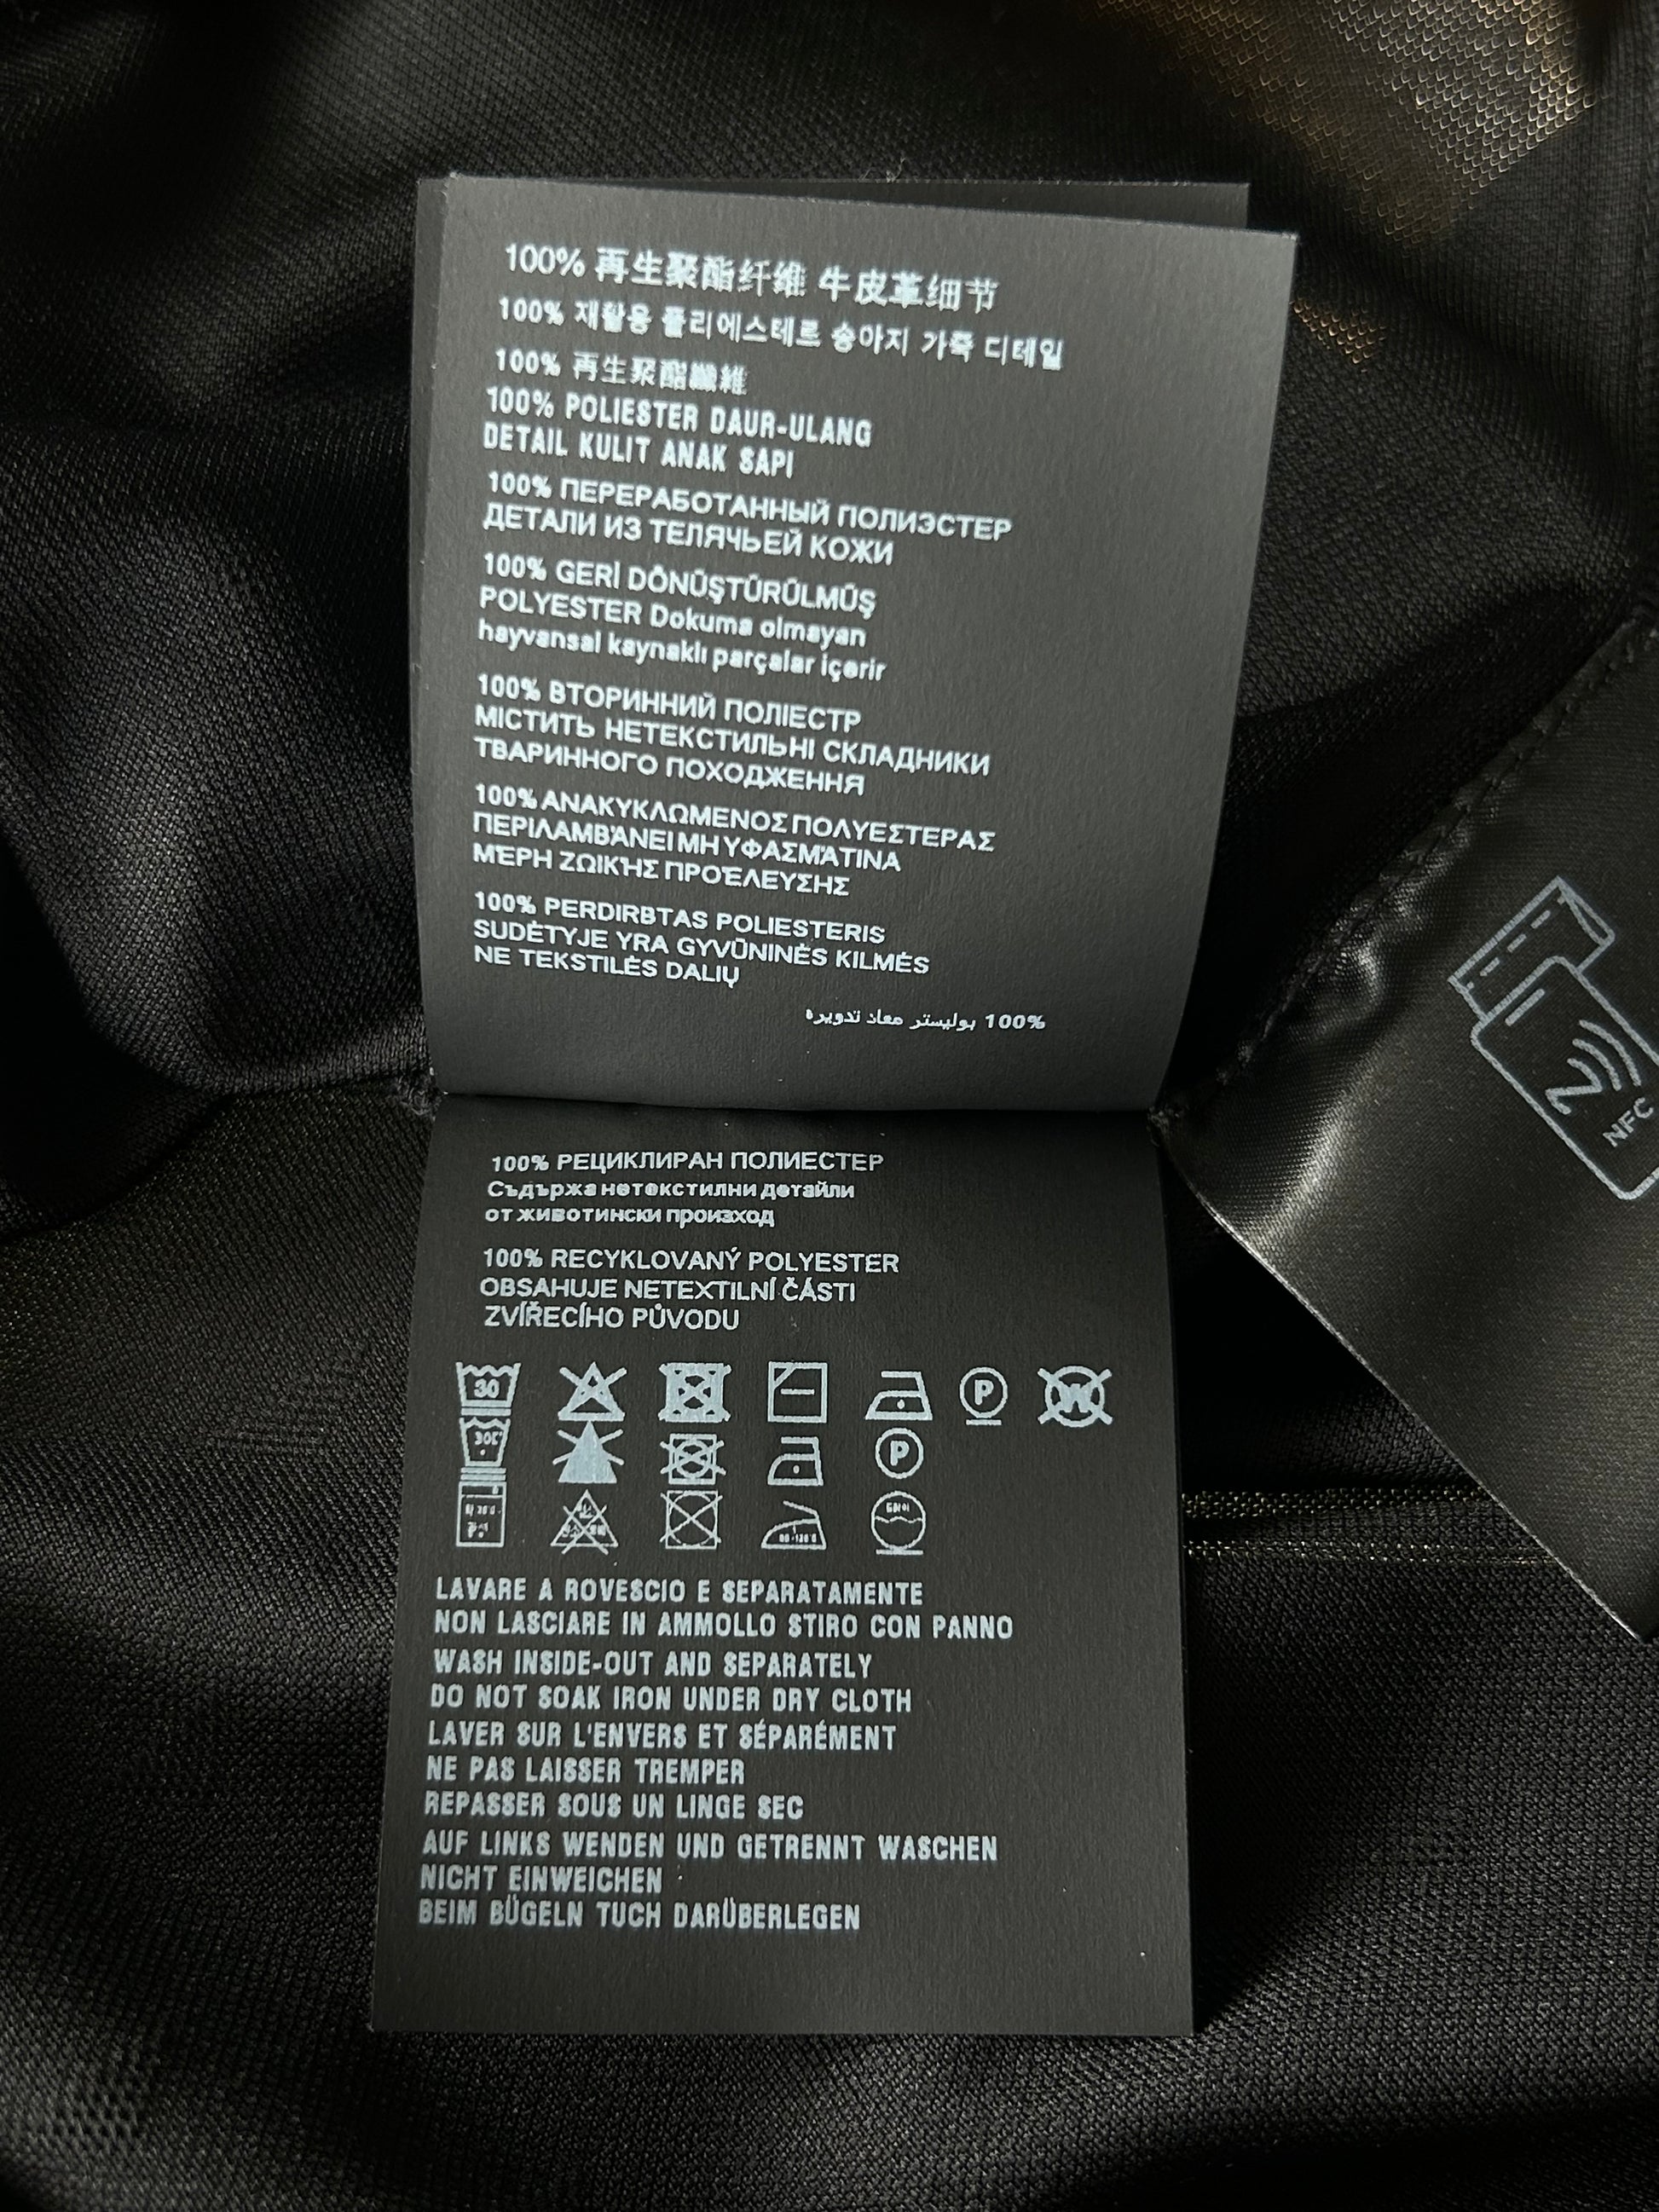 100% 再生聚酯纤维 牛皮革细节
100% 재활용 폴리에스테르 송아지 가죽 디테일
100% 再生聚酯纖維
100% POLIESTER DAUR-ULANG
DETAIL KULIT ANAK SAPI
100% ПЕРЕРАБОТАННЫЙ ПОЛИЭСТЕР
ДЕТАЛИ ИЗ ТЕЛЯЧЬЕЙ КОЖИ
100% GERİ DÔNŪŞTŪRŪLMŪŞ
POLYESTER Dokuma olmayan
hayvansal kaynaklı parçalar içerir
100% ВТОРИННИЙ ПОЛІЕСТР
МІСТИТЬ НЕТЕКСТИЛЬНІ СКЛАДНИКИ
ТВАРИННОГО ПОХОДЖЕННЯ
100% ΑΝΑΚΥΚΛΩΜΕΝΟΣ ΠΟΛΥΕΣΤΕΡΑΣ
ΠΕΡΙΛΑΜΒΆΝΕΙ ΜΗ ΥΦΑΣΜΆΤΙΝΑ
ΜΈΡΗ ΖΩΙΚΉΣ ΠΡΟΈΛΕΥΣΗΣ
100% PERDIRBTAS POLIESTERIS
SUDĖTYJE YRA GYVŪNINĖS KILMĖS
NE TEKSTILĖS DALIŲ
100% بوليستر معاد تدويره
NFC
100% РЕЦИКЛИРАН ПОЛИЕСТЕР
Съдържа нетекстилни детайли
от животински произход
100% RECYKLOVANÝ POLYESTER
OBSAHUJE NETEXTILNÍ ČÁSTI
ZVÍŘECÍHO PŮVODU
30 P W
30C P
LAVARE A ROVESCIO E SEPARATAMENTE
NON LASCIARE IN AMMOLLO STIRO CON PANNO
WASH INSIDE-OUT AND SEPARATELY
DO NOT SOAK IRON UNDER DRY CLOTH
LAVER SUR L'ENVERS ET SÉPARÉMENT
NE PAS LAISSER TREMPER
REPASSER SOUS UN LINGE SEC
AUF LINKS WENDEN UND GETRENNT WASCHEN
NICHT EINWEICHEN
BEIM BÜGELN TUCH DARÜBERLEGEN